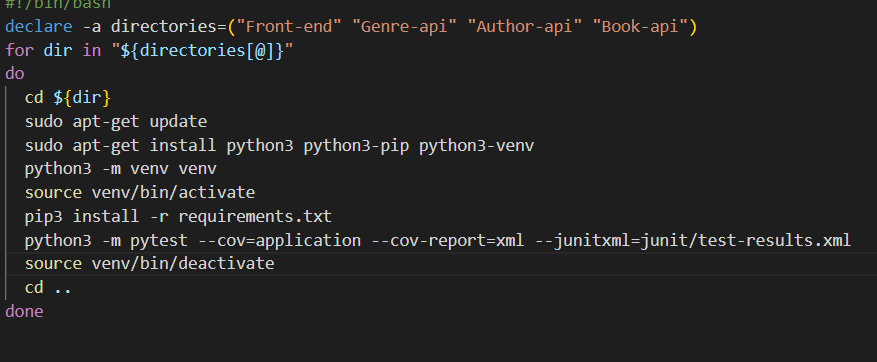 #!/bin/bash
declare -a directories=("Front-end" "Genre-api" "Author-api" "Book-api")
for dir in "${directories[@]}"
do
  cd ${dir}
  sudo apt-get update
  sudo apt-get install python3 python3-pip python3-venv
  python3 -m venv venv
  source venv/bin/activate
  pip3 install -r requirements.txt
  python3 -m pytest --cov=application --cov-report=xml --junitxml=junit/test-results.xml
  source venv/bin/deactivate
  cd ..
done